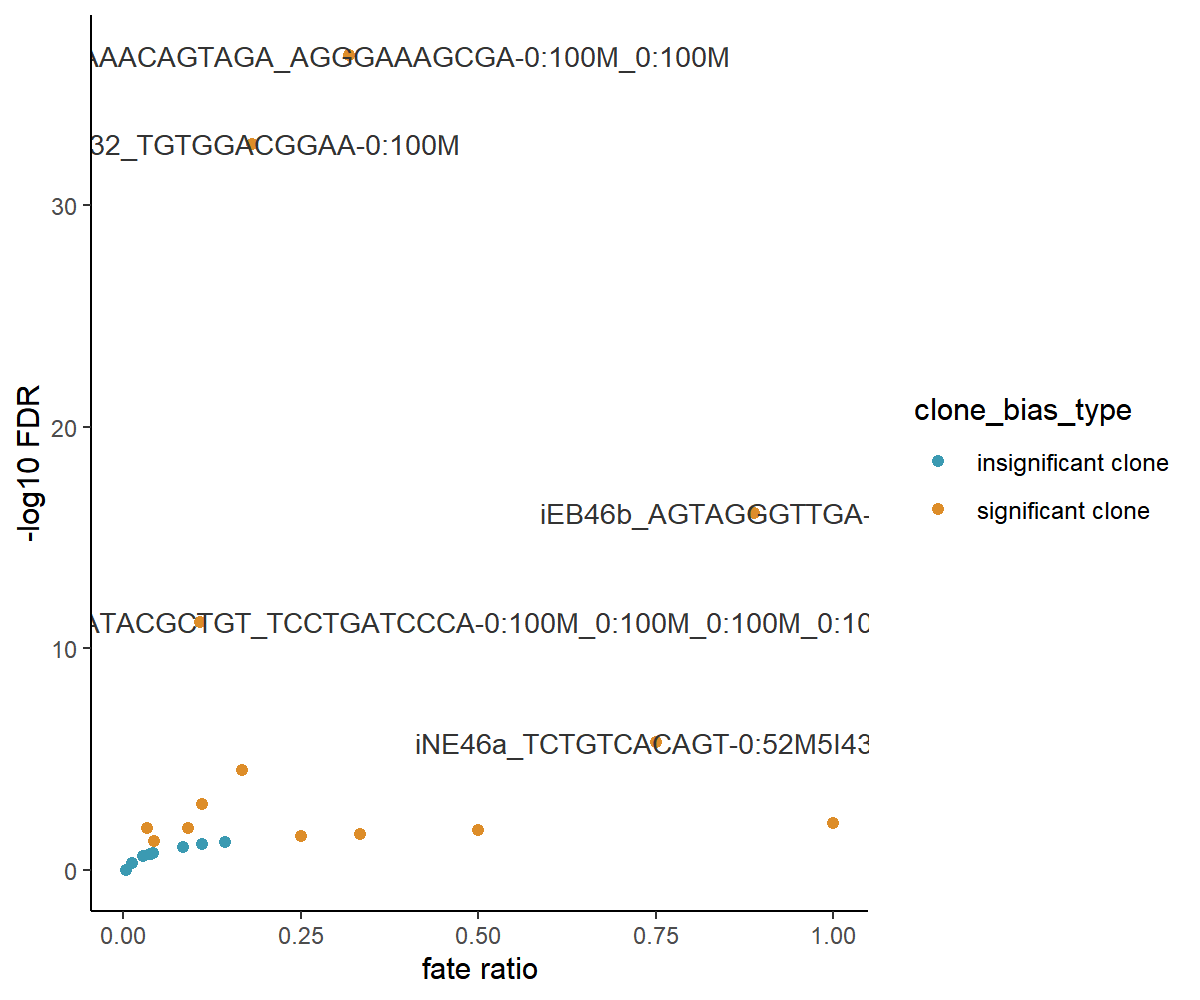 AAACAGTAGA_AGGGAAAGCGA-0:100M_0:100M
32_TGTGGACGGAA-0:100M
30
-log10 FDR
20
iEB46b_AGTAGGGTTGA-
ATACGCTGT_TCCTGATCCCA-0:100M_0:100M_0:100M_0:10
10
iNE46a_TCTGTCACAGT-0:52M5I43
0
0.00
0.25
0.50
0.75
1.00
fate ratio
clone_bias_type
insignificant clone
significant clone